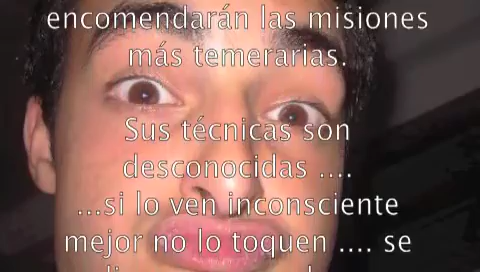 encomendarán las misiones
más temerarias.
Sus técnicas son
desconocidas ....
...si lo ven inconsciente
mejor no lo toquen .... se